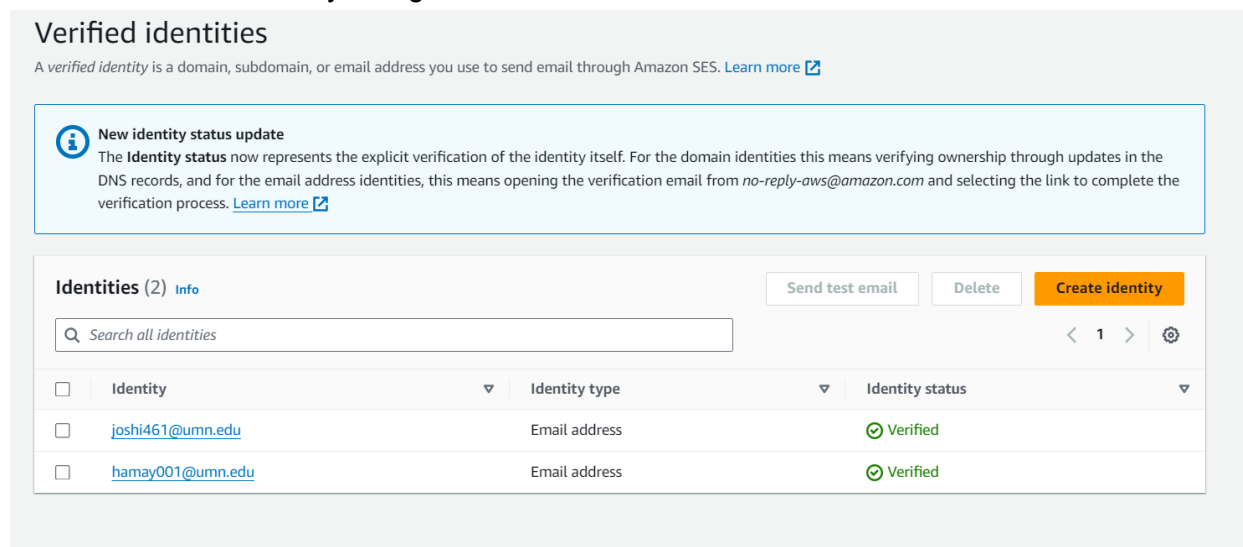 Verified identities
A verified identity is a domain, subdomain, or email address you use to send email through Amazon SES. Learn more
New identity status update
The Identity status now represents the explicit verification of the identity itself. For the domain identities this means verifying ownership through updates in the
DNS records, and for the email address identities, this means opening the verification email from no-reply-aws@amazon.com and selecting the link to complete the
verification process. Learn more
Identities (2) Info
Send test email
Delete
Create identity
Search all identities
1
Identity
Identity type
Identity status
joshi461@umn.edu
Email address
Verified
hamay001@umn.edu
Email address
Verified